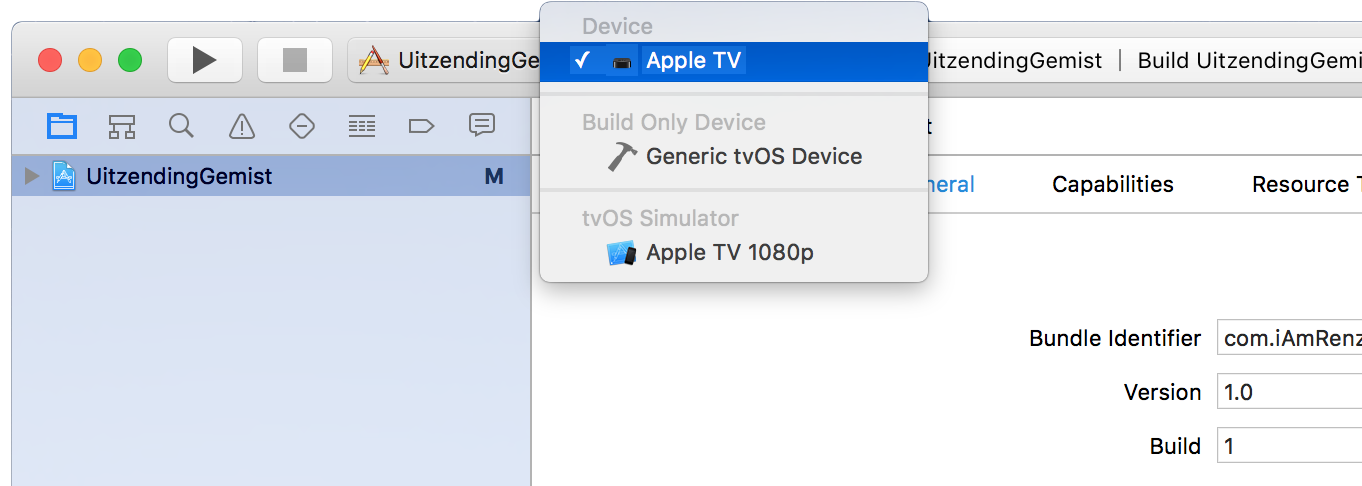 Device
UitzendingGe
Apple TV
UitzendingGemist | Build UitzendingGemi
Build Only Device
Generic tvOS Device
UitzendingGemist M
neral Capabilities Resource T
tvOS Simulator
Apple TV 1080p
Bundle Identifier com.iAmRenz
Version 1.0
Build 1